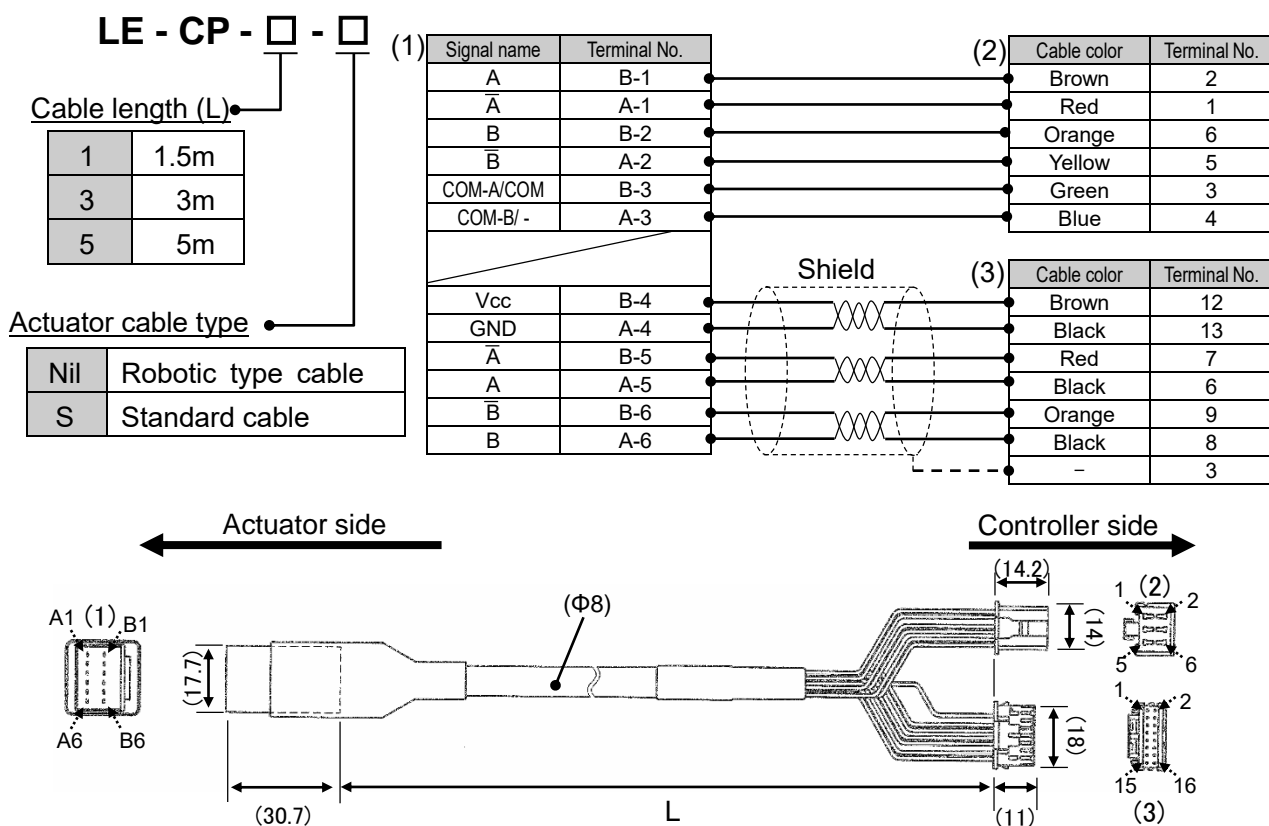 LE - CP - □ - □
Cable length (L)
1 1.5m
3 3m
5 5m
Actuator cable type
Nil Robotic type cable
S Standard cable
(1)
Signal name Terminal No.
A B-1
A̅ A-1
B B-2
B̅ A-2
COM-A/COM B-3
COM-B/ - A-3
Vcc B-4
GND A-4
A̅ B-5
A A-5
B̅ B-6
B A-6
Shield
(2)
Cable color Terminal No.
Brown 2
Red 1
Orange 6
Yellow 5
Green 3
Blue 4
(3)
Cable color Terminal No.
Brown 12
Black 13
Red 7
Black 6
Orange 9
Black 8
– 3
Actuator side
Controller side
A1 (1) B1
A6 B6
(17.7)
(30.7)
(Φ8)
L
(14.2)
(14)
(18)
(11)
1 (2) 2
5 6
1 2
15 16
(3)